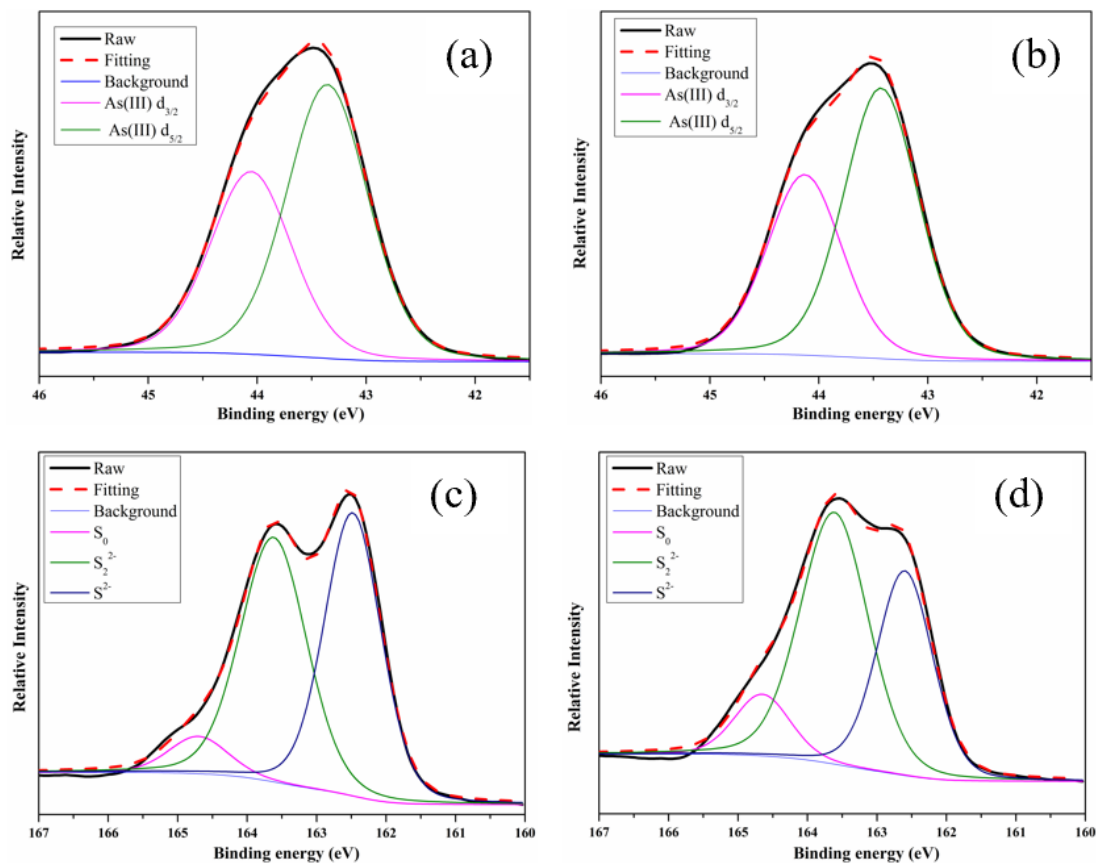 (a)
Raw
Fitting
Background
As(III) d3/2
As(III) d5/2
Relative Intensity
46 45 44 43 42
Binding energy (eV)
(b)
Raw
Fitting
Background
As(III) d3/2
As(III) d5/2
Relative Intensity
46 45 44 43 42
Binding energy (eV)
(c)
Raw
Fitting
Background
S0
S2 2-
S2-
Relative Intensity
167 166 165 164 163 162 161 160
Binding energy (eV)
(d)
Raw
Fitting
Background
S0
S2 2-
S2-
Relative Intensity
167 166 165 164 163 162 161 160
Binding energy (eV)